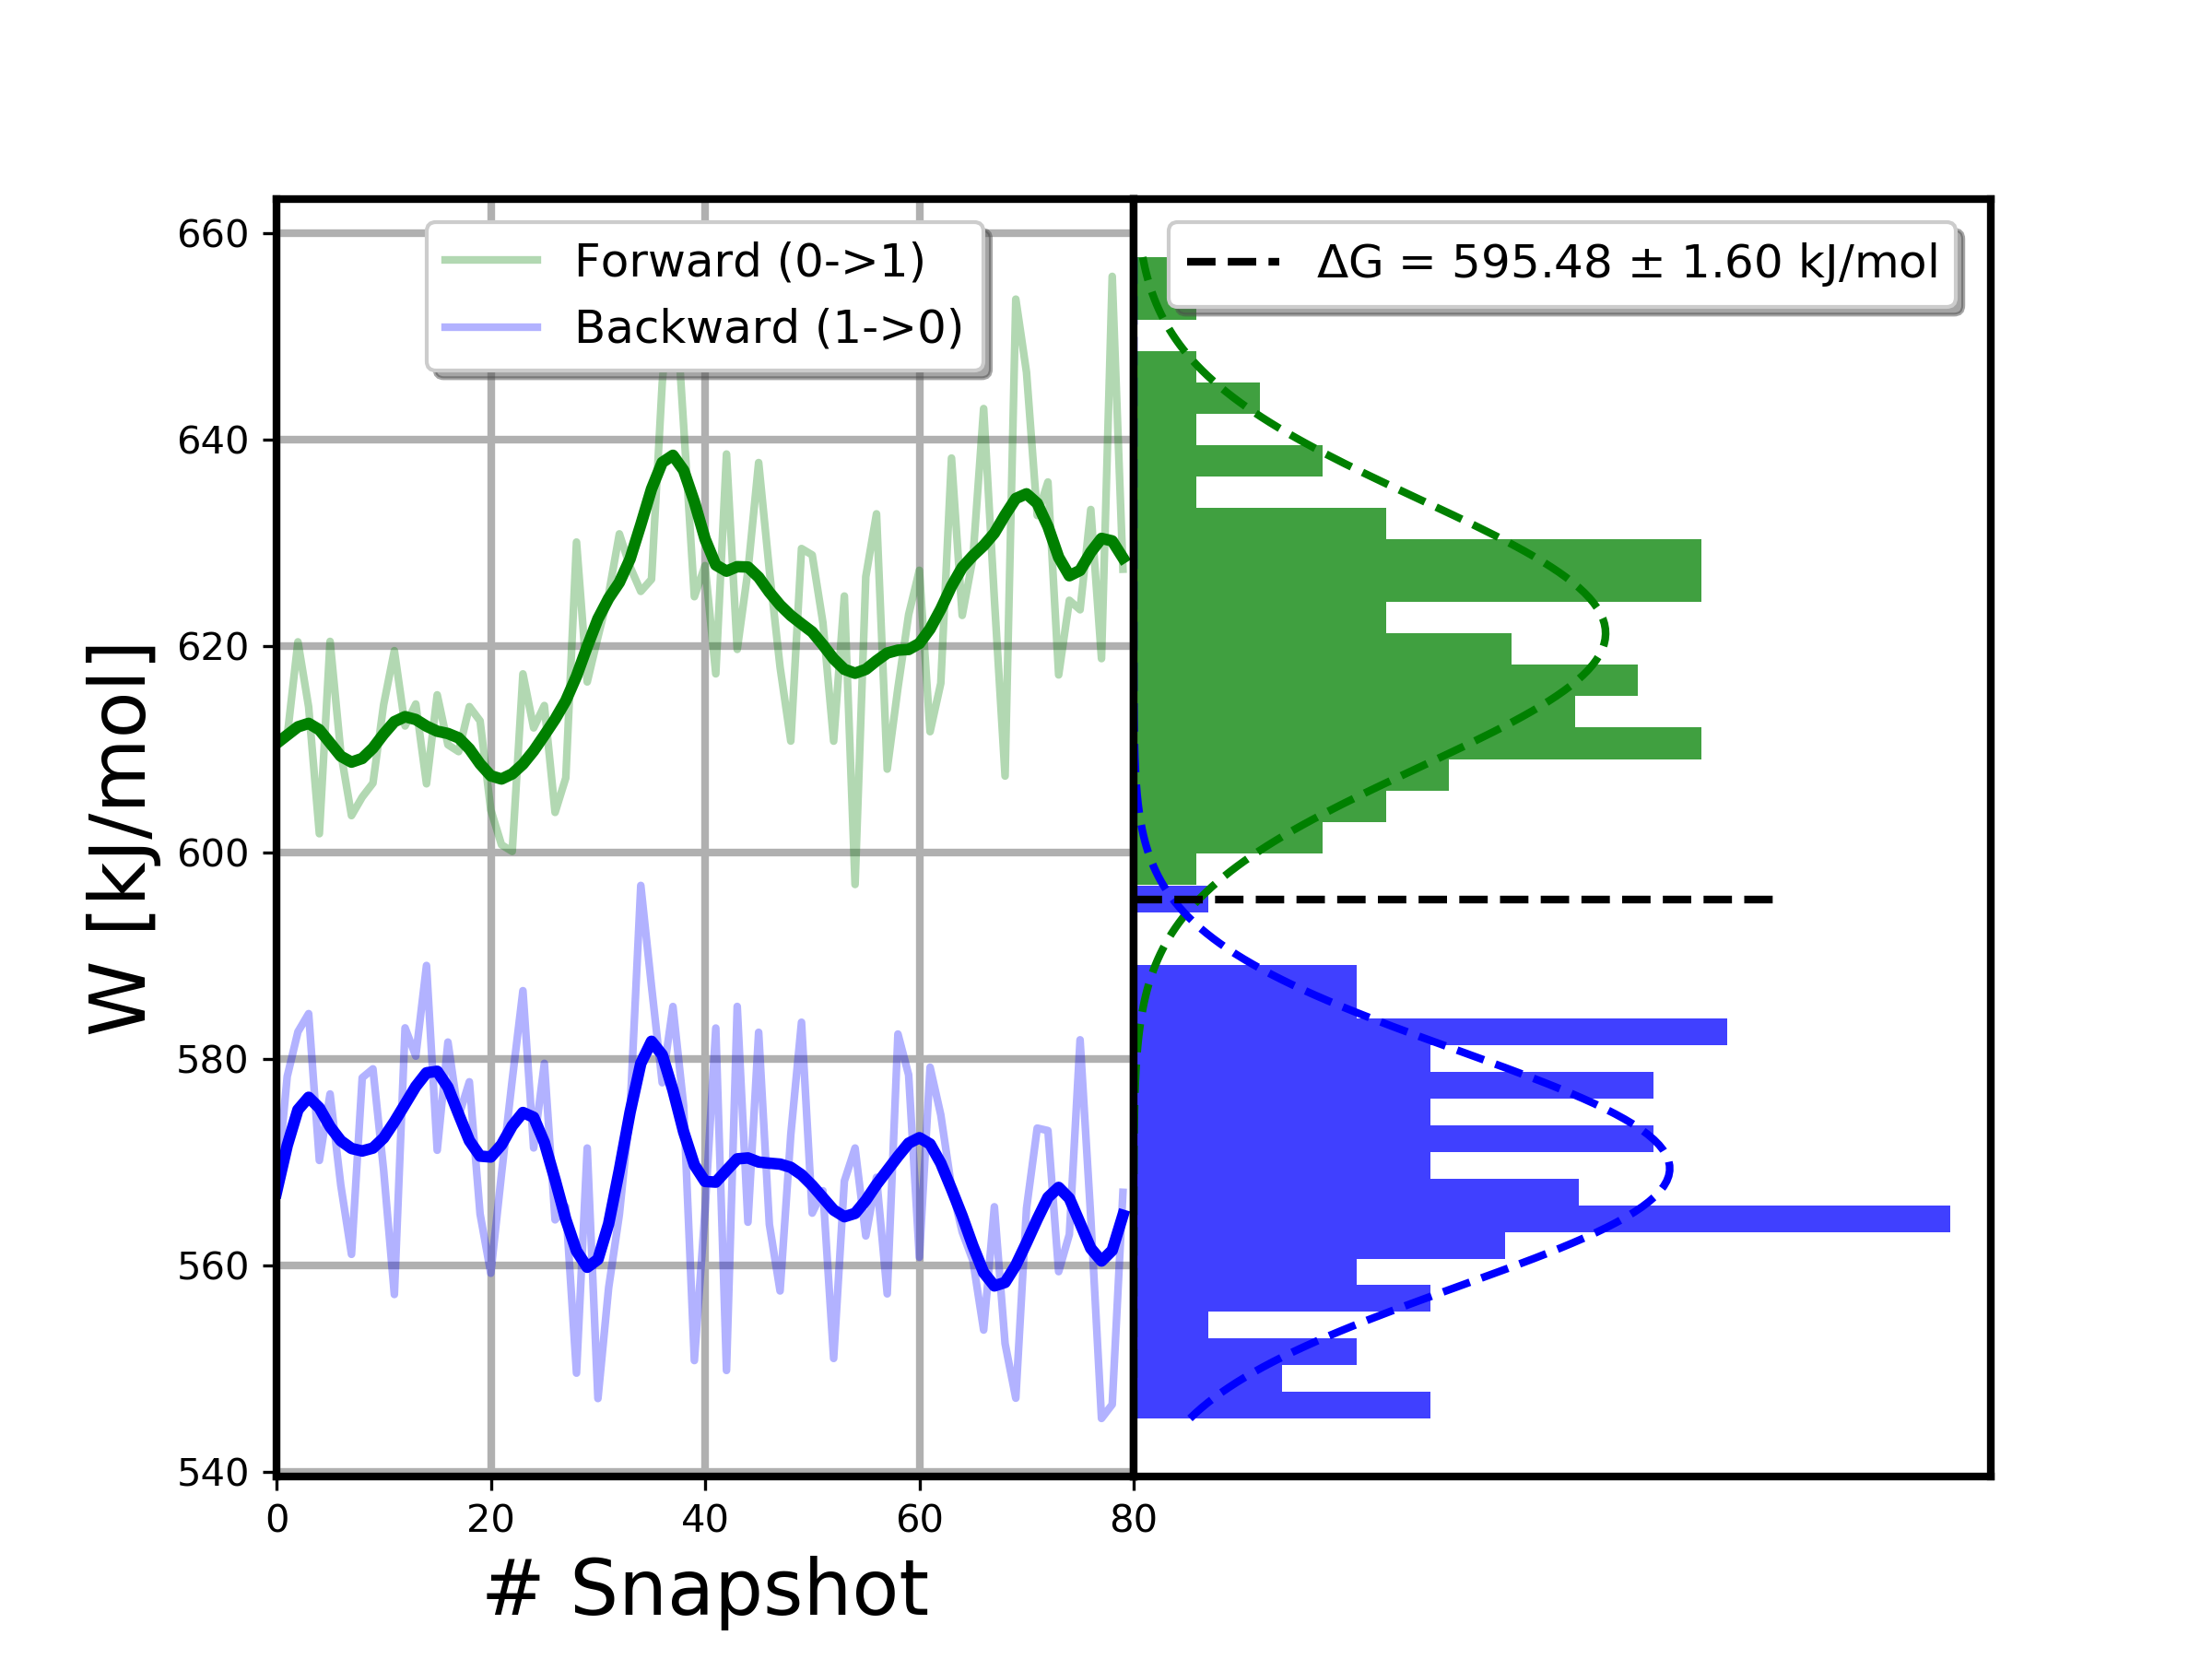 Forward (0->1)
Backward (1->0)
ΔG = 595.48 ± 1.60 kJ/mol
W [kJ/mol]
660
640
620
600
580
560
540
0 20 40 60 80
# Snapshot